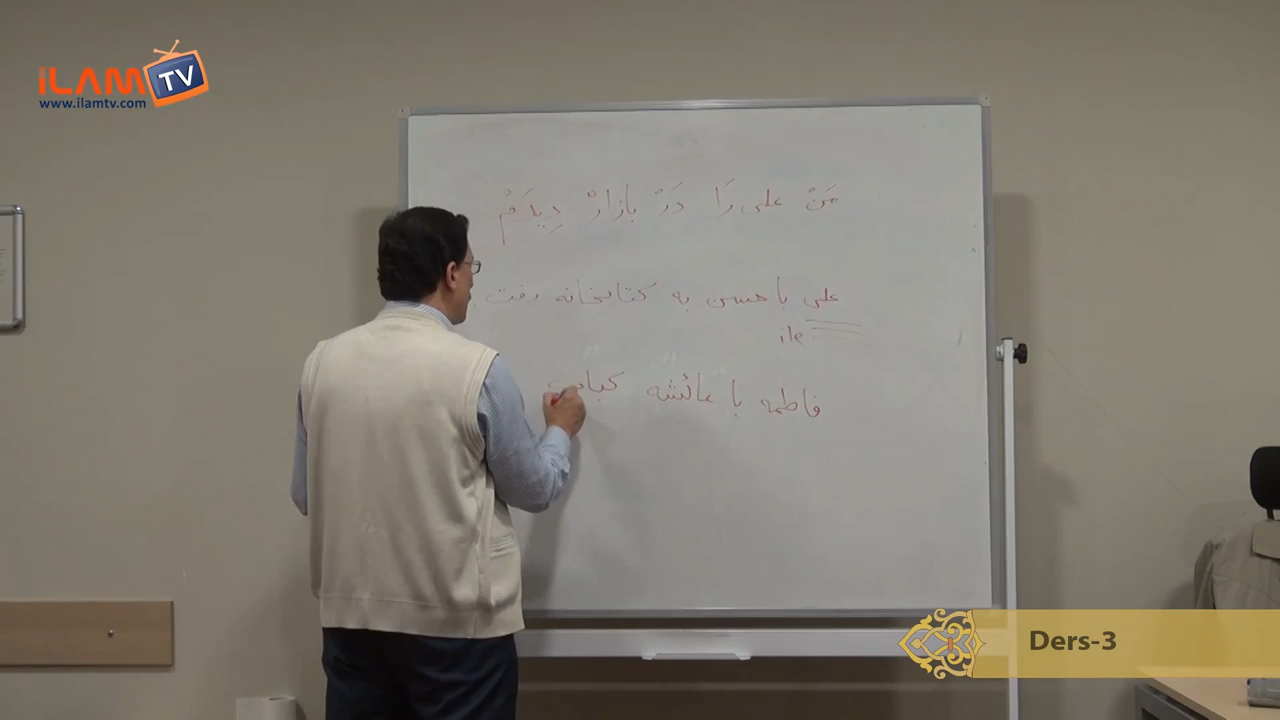 iLAM TV
www.ilamtv.com
مَنْ علی رَا دَرْ بازارْ دِیدَمْ
علی با حسن به کتابخانه رفت
ile
فاطمه با عائشه
Ders-3